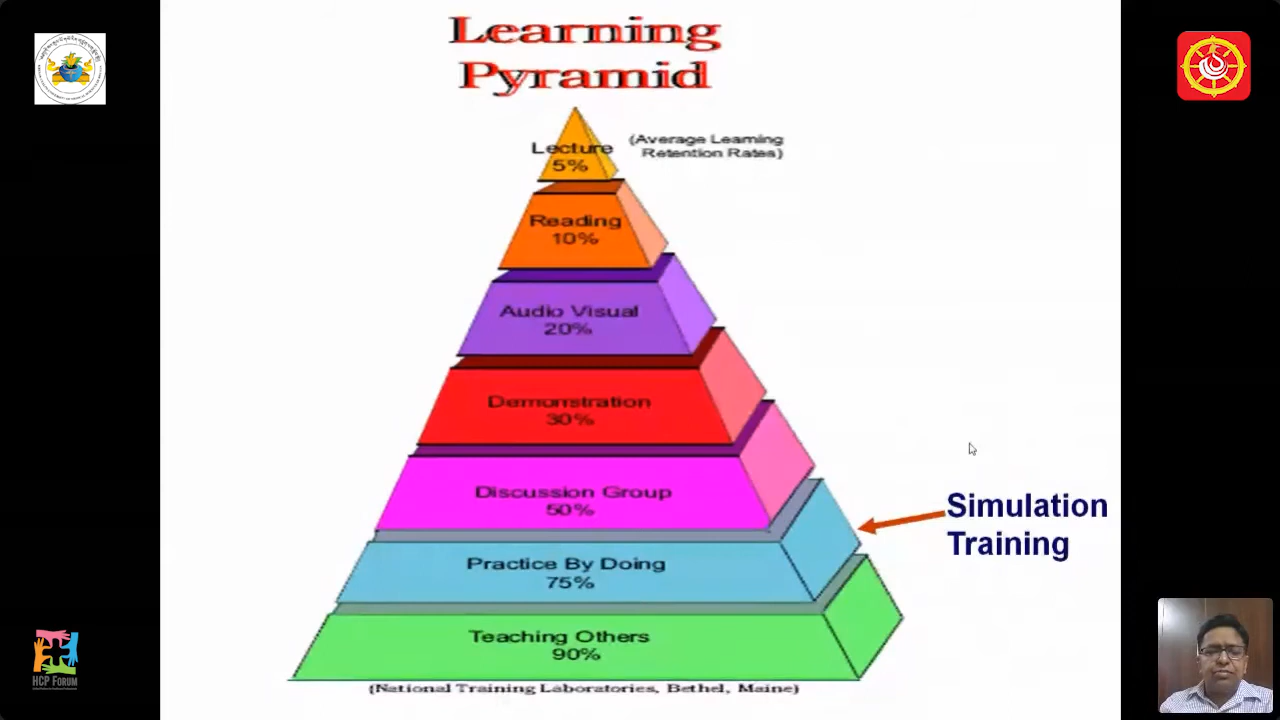 Learning
Pyramid
(Average Learning
Retention Rates)
Lecture
5%
Reading
10%
Audio Visual
20%
Demonstration
30%
Discussion Group
50%
Practice By Doing
75%
Teaching Others
90%
(National Training Laboratories, Bethel, Maine)
Simulation
Training
HCP FORUM